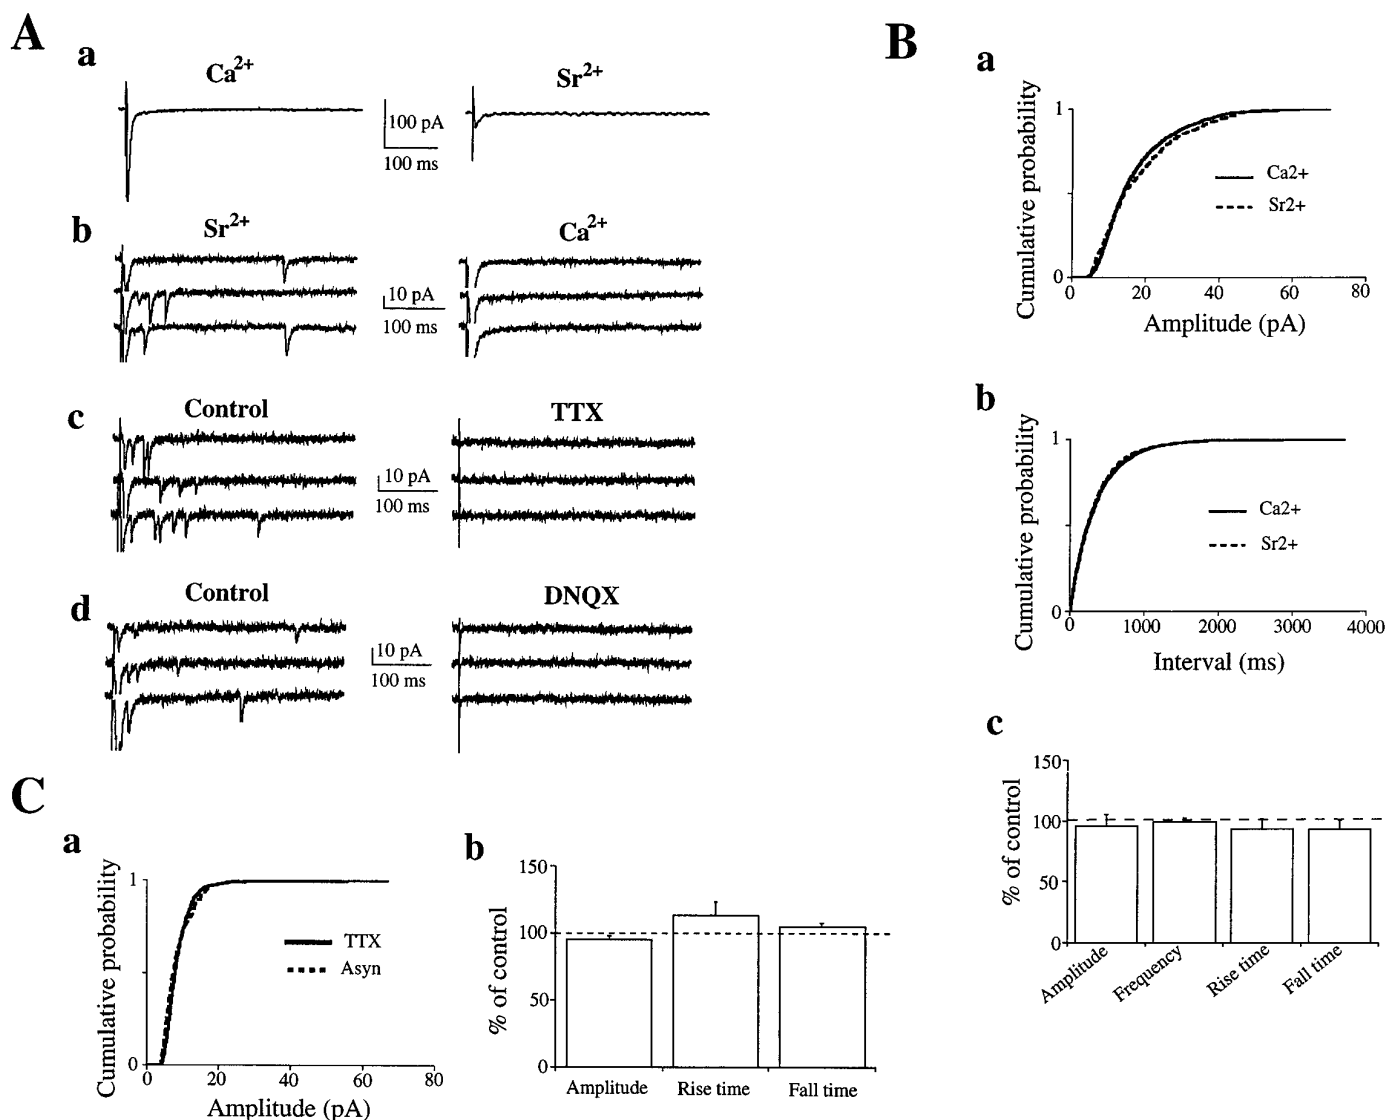 A
a
Ca2+
Sr2+
100 pA
100 ms
b
Sr2+
Ca2+
10 pA
100 ms
c
Control
TTX
10 pA
100 ms
d
Control
DNQX
10 pA
100 ms
B
a
Cumulative probability
1
0
0 20 40 60 80
Amplitude (pA)
Ca2+
Sr2+
b
Cumulative probability
1
0
0 1000 2000 3000 4000
Interval (ms)
Ca2+
Sr2+
c
% of control
150
100
50
0
Amplitude
Frequency
Rise time
Fall time
C
a
Cumulative probability
1
0
0 20 40 60 80
Amplitude (pA)
TTX
Asyn
b
% of control
150
100
50
0
Amplitude Rise time Fall time